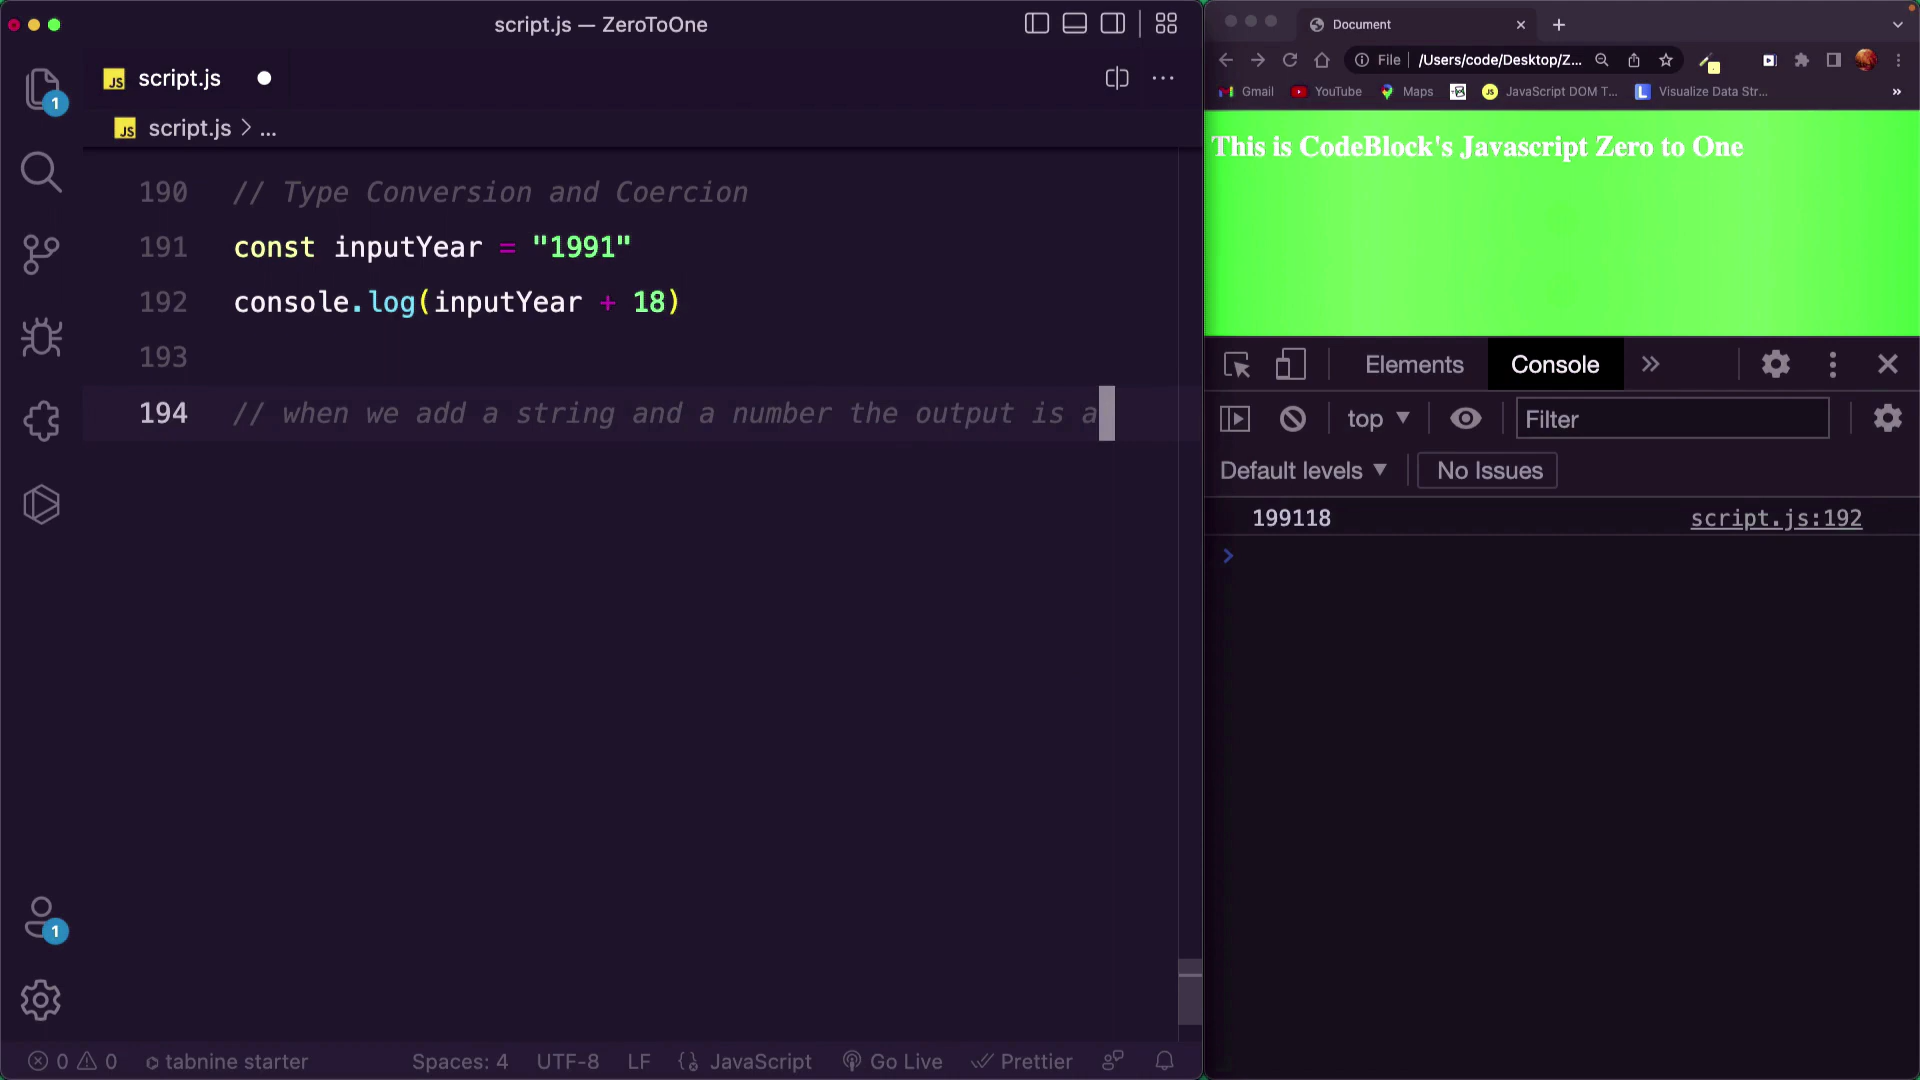 script.js — ZeroToOne
script.js
script.js > ...
1
190 // Type Conversion and Coercion
191 const inputYear = "1991"
192 console.log(inputYear + 18)
193
194 // when we add a string and a number the output is a
1
0 0 tabnine starter Spaces: 4 UTF-8 LF JavaScript Go Live Prettier
Document
File /Users/code/Desktop/Z...
Gmail YouTube Maps JavaScript DOM T... Visualize Data Str... »
This is CodeBlock's Javascript Zero to One
Elements Console »
top Filter
Default levels No Issues
199118 script.js:192
>